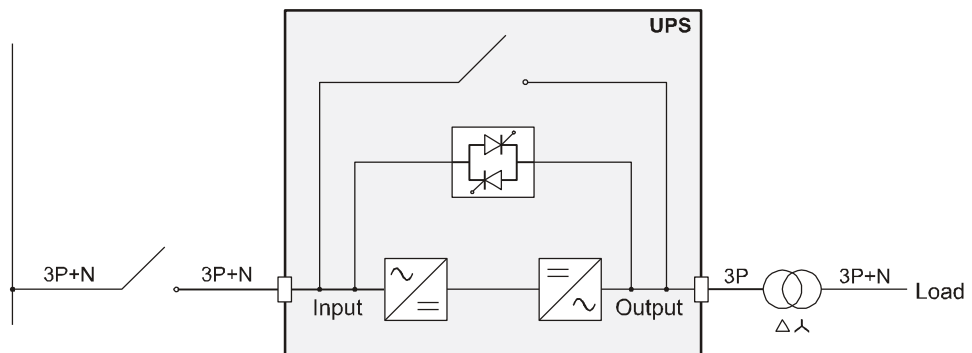 UPS
3P+N
3P+N
Input
Output
3P
3P+N
Load